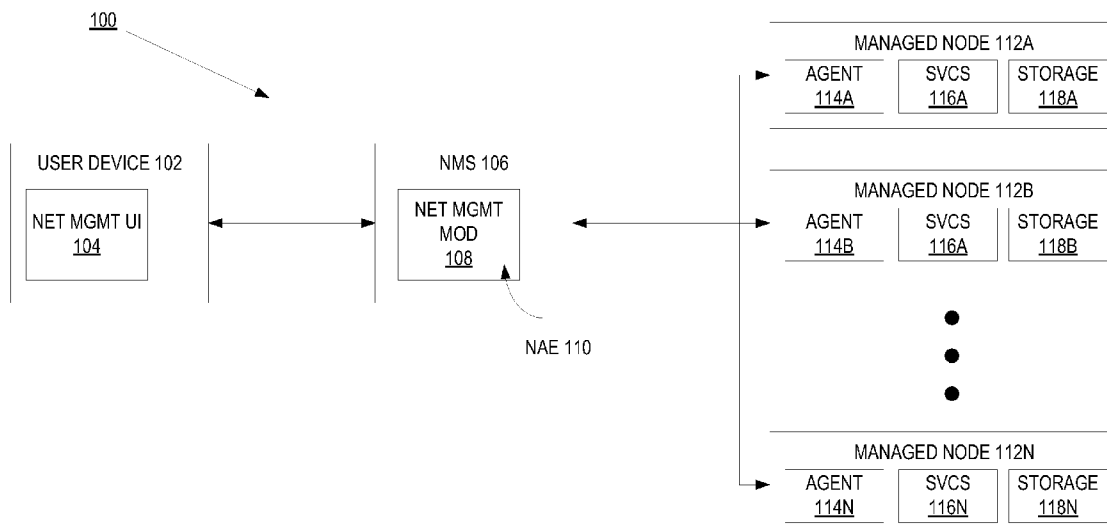 100
USER DEVICE 102
NET MGMT UI
104
NMS 106
NET MGMT
MOD
108
NAE 110
MANAGED NODE 112A
AGENT
114A
SVCS
116A
STORAGE
118A
MANAGED NODE 112B
AGENT
114B
SVCS
116A
STORAGE
118B
MANAGED NODE 112N
AGENT
114N
SVCS
116N
STORAGE
118N